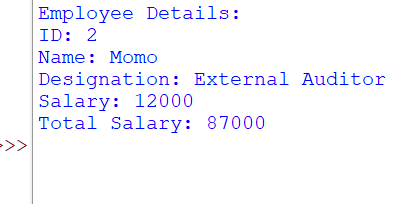 Employee Details:
ID: 2
Name: Momo
Designation: External Auditor
Salary: 12000
Total Salary: 87000
>>>